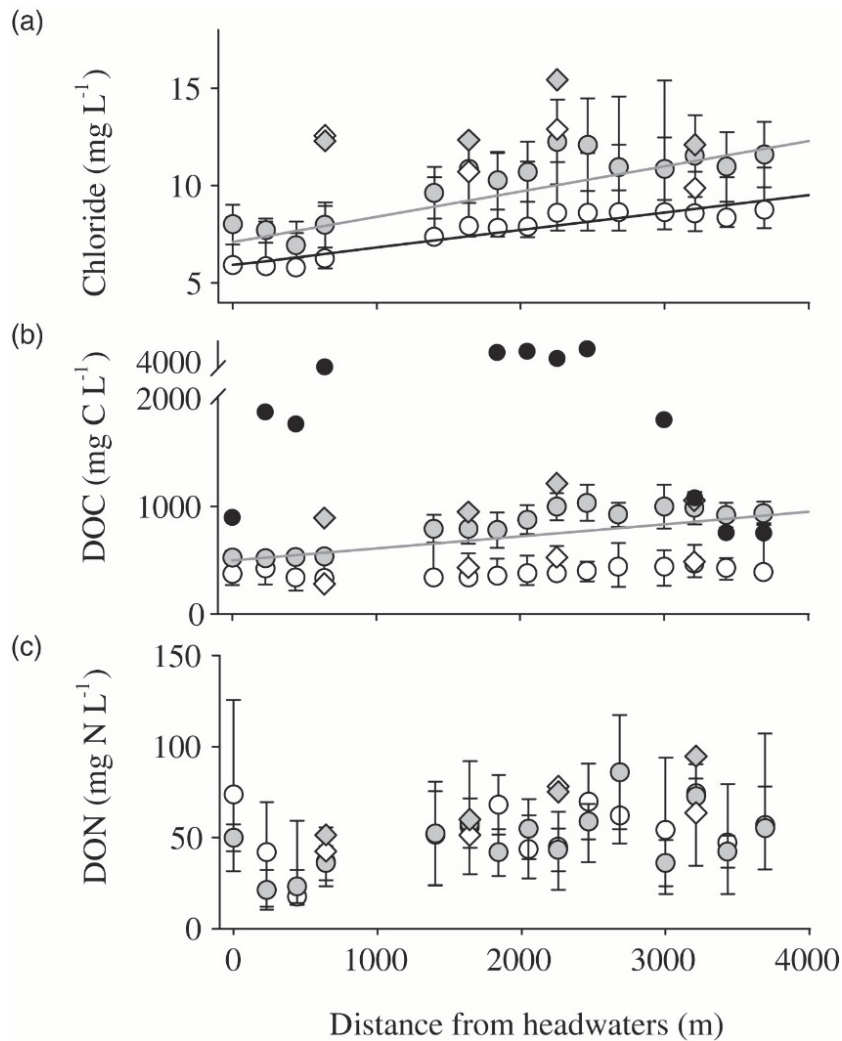 (a)
Chloride (mg L⁻¹)
15
10
5
(b)
DOC (mg C L⁻¹)
4000
2000
1000
0
(c)
DON (mg N L⁻¹)
150
100
50
0
0 1000 2000 3000 4000
Distance from headwaters (m)